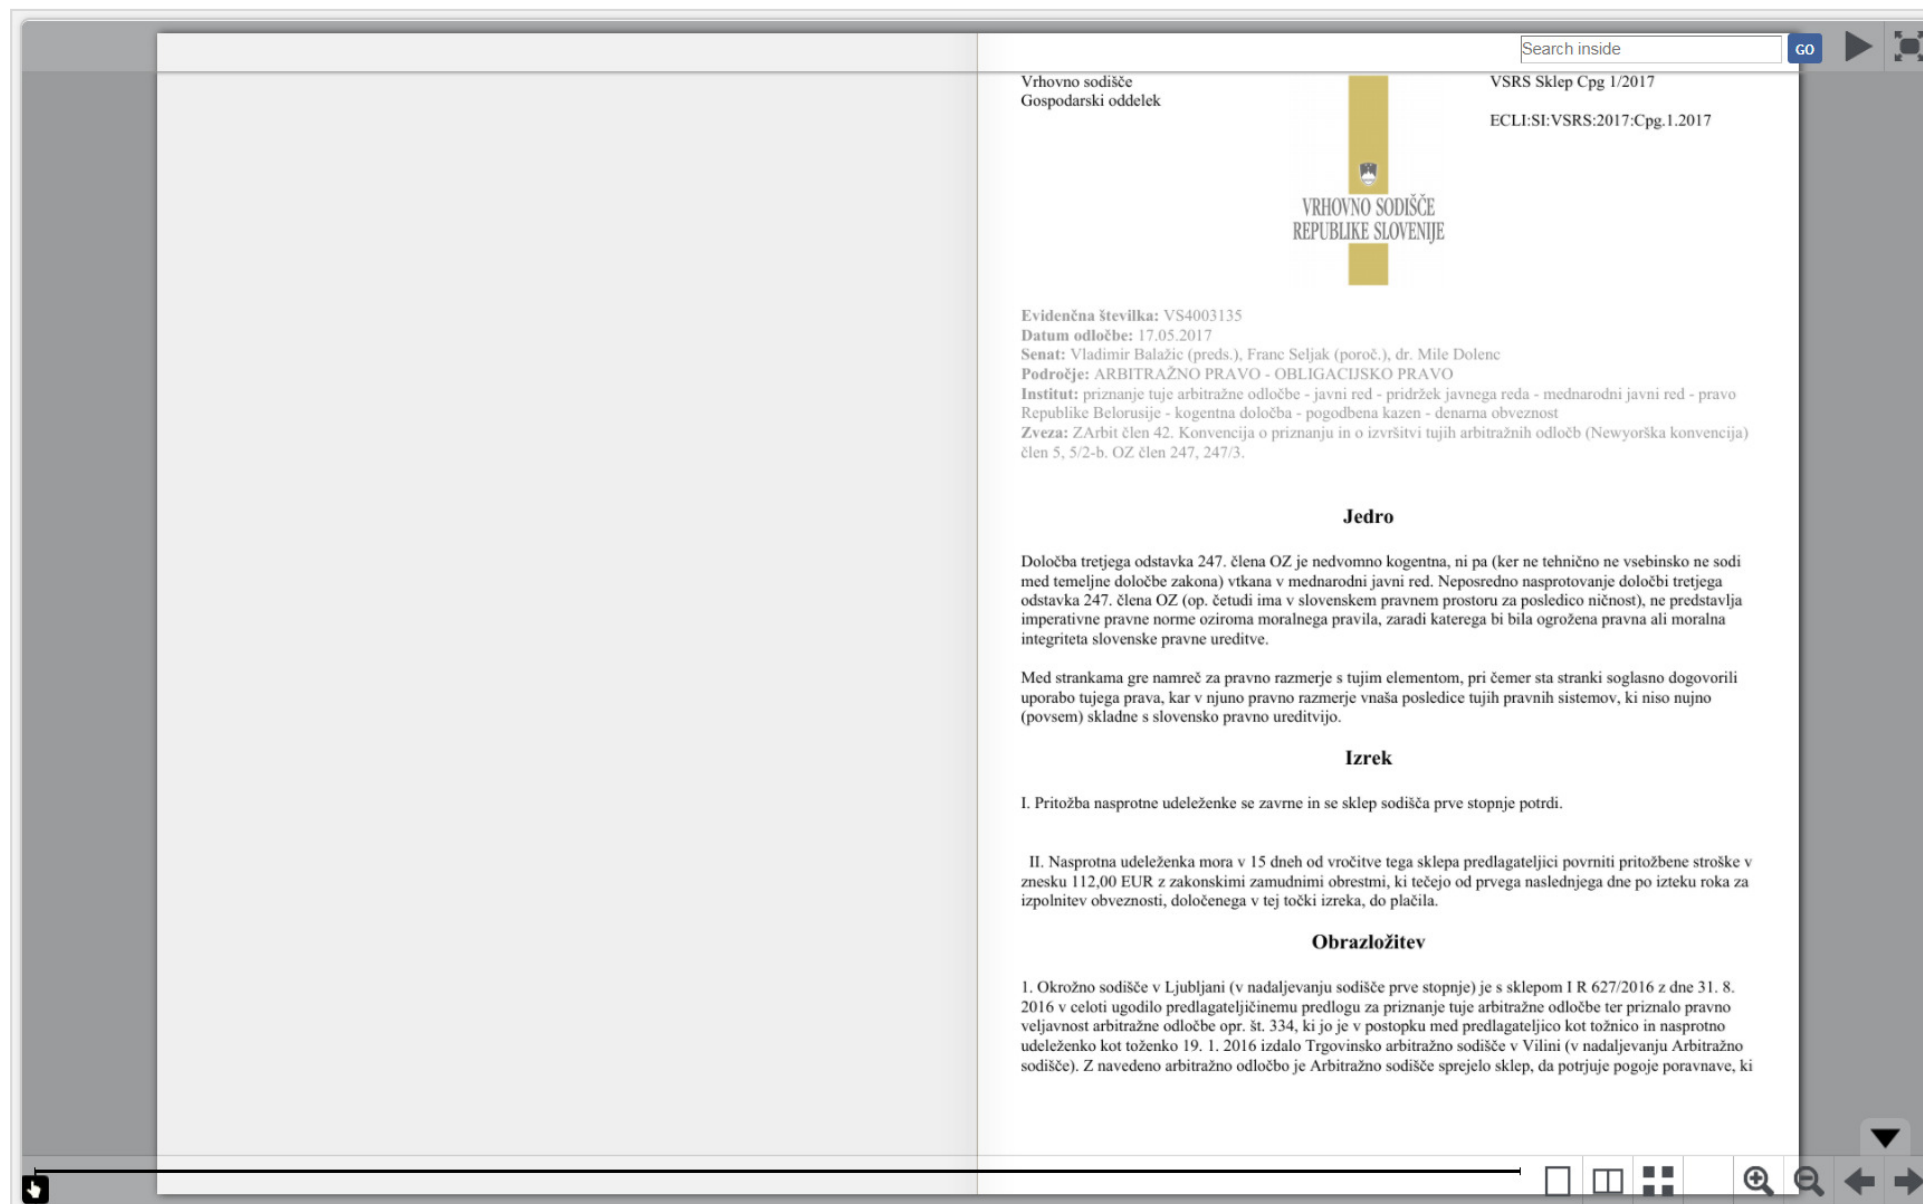 Search inside
GO
Vrhovno sodišče
Gospodarski oddelek
VSRS Sklep Cpg 1/2017
ECLI:SI:VSRS:2017:Cpg.1.2017
VRHOVNO SODIŠČE
REPUBLIKE SLOVENIJE
Evidenčna številka: VS4003135
Datum odločbe: 17.05.2017
Senat: Vladimir Balažic (preds.), Franc Seljak (poroč.), dr. Mile Dolenc
Področje: ARBITRAŽNO PRAVO - OBLIGACIJSKO PRAVO
Institut: priznanje tuje arbitražne odločbe - javni red - pridržek javnega reda - mednarodni javni red - pravo
Republike Belorusije - kogentna določba - pogodbena kazen - denarna obveznost
Zveza: ZArbit člen 42. Konvencija o priznanju in o izvršitvi tujih arbitražnih odločb (Newyorška konvencija)
člen 5, 5/2-b. OZ člen 247, 247/3.
Jedro
Določba tretjega odstavka 247. člena OZ je nedvomno kogentna, ni pa (ker ne tehnično ne vsebinsko ne sodi
med temeljne določbe zakona) vtkana v mednarodni javni red. Neposredno nasprotovanje določbi tretjega
odstavka 247. člena OZ (op. četudi ima v slovenskem pravnem prostoru za posledico ničnost), ne predstavlja
imperativne pravne norme oziroma moralnega pravila, zaradi katerega bi bila ogrožena pravna ali moralna
integriteta slovenske pravne ureditve.
Med strankama gre namreč za pravno razmerje s tujim elementom, pri čemer sta stranki soglasno dogovorili
uporabo tujega prava, kar v njuno pravno razmerje vnaša posledice tujih pravnih sistemov, ki niso nujno
(povsem) skladne s slovensko pravno ureditvijo.
Izrek
I. Pritožba nasprotne udeleženke se zavrne in se sklep sodišča prve stopnje potrdi.
II. Nasprotna udeleženka mora v 15 dneh od vročitve tega sklepa predlagateljici povrniti pritožbene stroške v
znesku 112,00 EUR z zakonskimi zamudnimi obrestmi, ki tečejo od prvega naslednjega dne po izteku roka za
izpolnitev obveznosti, določenega v tej točki izreka, do plačila.
Obrazložitev
1. Okrožno sodišče v Ljubljani (v nadaljevanju sodišče prve stopnje) je s sklepom I R 627/2016 z dne 31. 8.
2016 v celoti ugodilo predlagateljičinemu predlogu za priznanje tuje arbitražne odločbe ter priznalo pravno
veljavnost arbitražne odločbe opr. št. 334, ki jo je v postopku med predlagateljico kot tožnico in nasprotno
udeleženko kot toženko 19. 1. 2016 izdalo Trgovinsko arbitražno sodišče v Vilini (v nadaljevanju Arbitražno
sodišče). Z navedeno arbitražno odločbo je Arbitražno sodišče sprejelo sklep, da potrjuje pogoje poravnave, ki